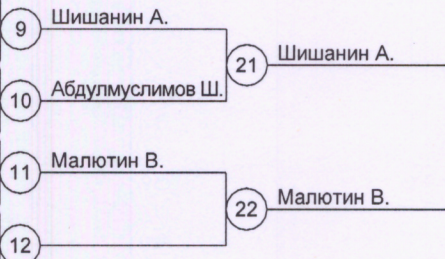 9 Шишанин А.
21 Шишанин А.
10 Абдулмуслимов Ш.
11 Малютин В.
22 Малютин В.
12